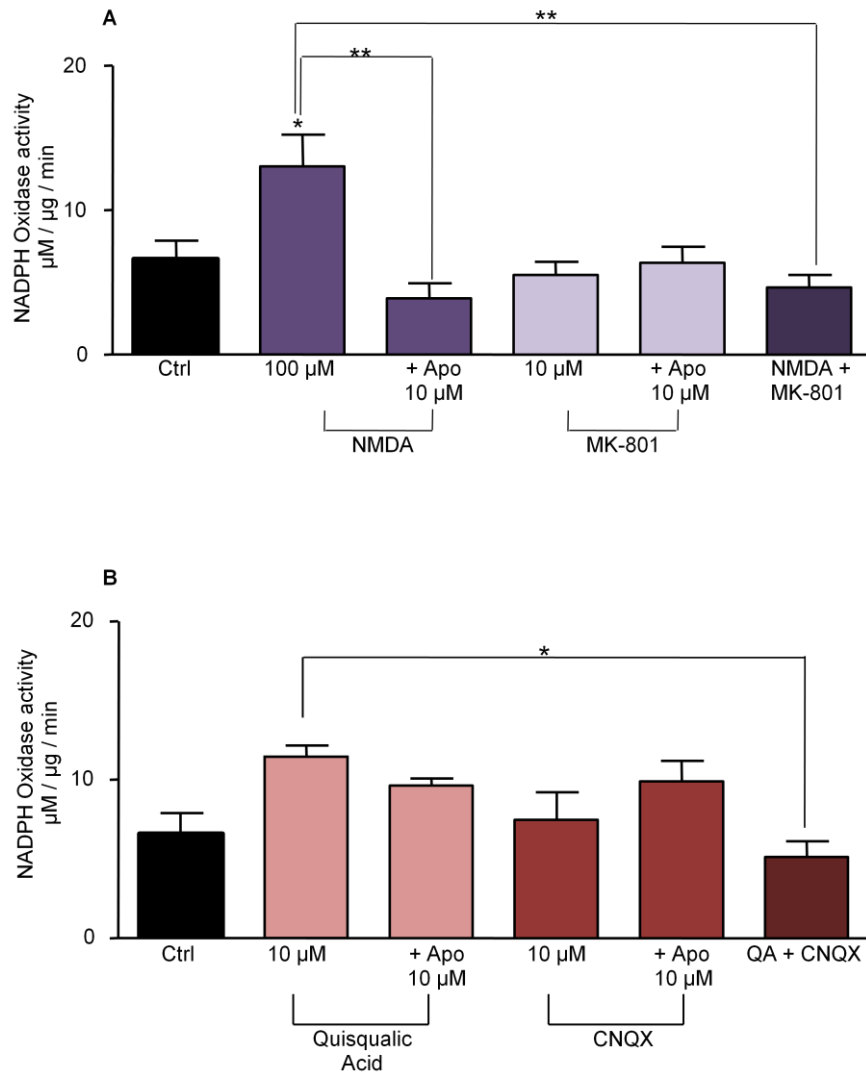 A
**
**
*
20
10
0
NADPH Oxidase activity
µM / µg / min
Ctrl
100 µM
+ Apo
10 µM
10 µM
+ Apo
10 µM
NMDA +
MK-801
NMDA
MK-801
B
*
20
10
0
NADPH Oxidase activity
µM / µg / min
Ctrl
10 µM
+ Apo
10 µM
10 µM
+ Apo
10 µM
QA + CNQX
Quisqualic
Acid
CNQX